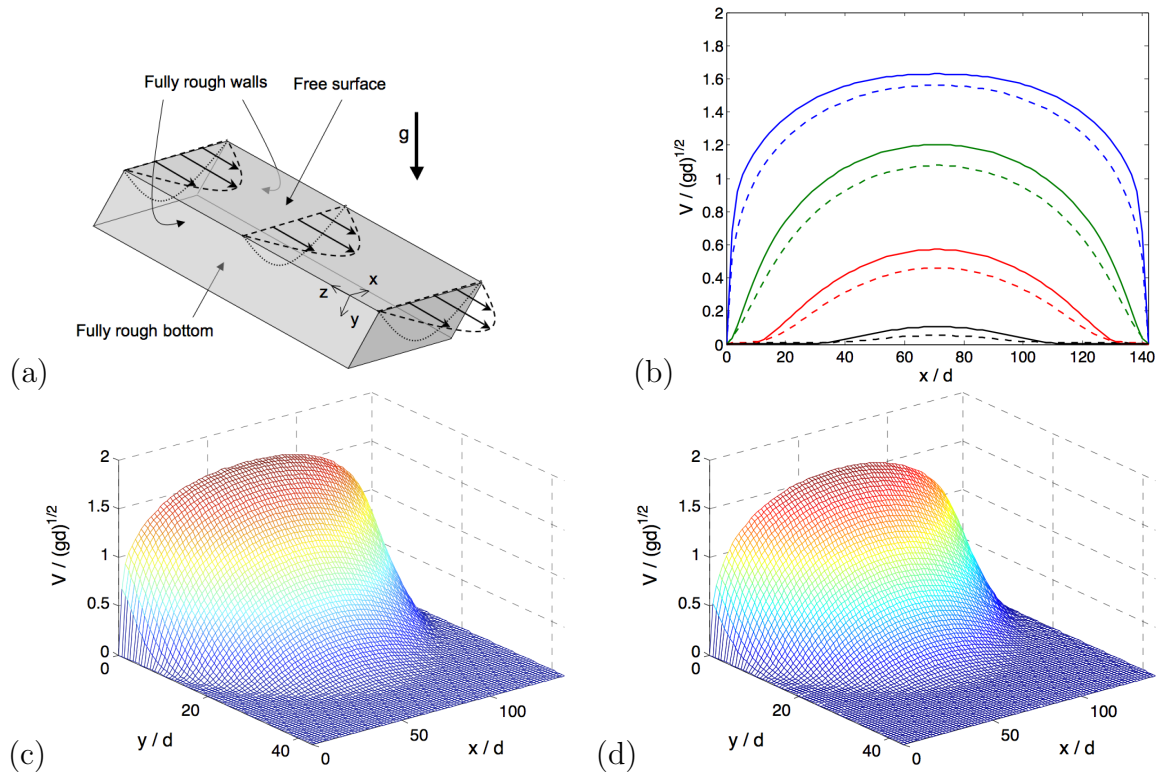 Fully rough walls
Free surface
g
x
z
y
Fully rough bottom
(a)
2
1.8
1.6
1.4
1.2
1
0.8
0.6
0.4
0.2
0
V / (gd)^1/2
0 20 40 60 80 100 120 140
x / d
(b)
2
1.5
1
0.5
0
V / (gd)^1/2
0
20
40
y / d
0
50
100
x / d
(c)
2
1.5
1
0.5
0
V / (gd)^1/2
0
20
40
y / d
0
50
100
x / d
(d)